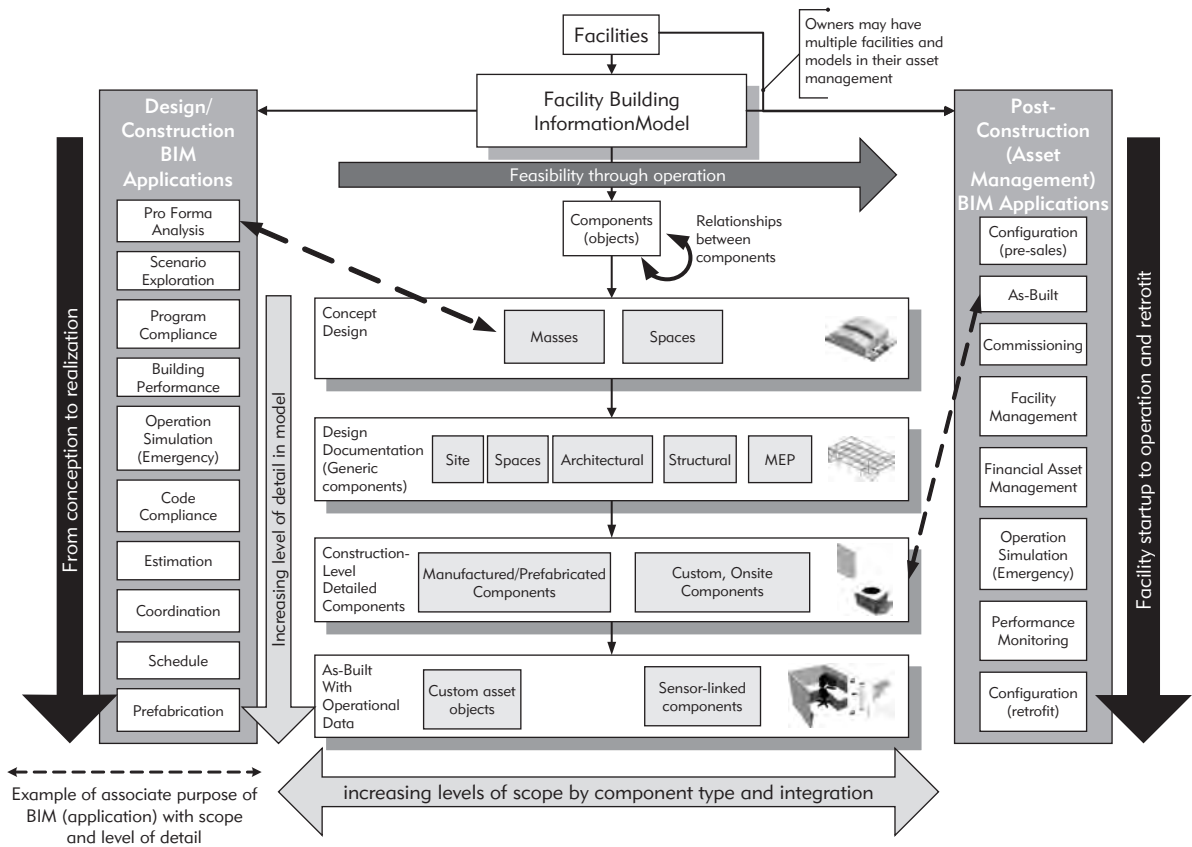 Facilities
Owners may have
multiple facilities and
models in their asset
management
Facility Building
InformationModel
Feasibility through operation
Components
(objects)
Relationships
between
components
From conception to realization
Design/
Construction
BIM
Applications
Pro Forma
Analysis
Scenario
Exploration
Program
Compliance
Building
Performance
Operation
Simulation
(Emergency)
Code
Compliance
Estimation
Coordination
Schedule
Prefabrication
Increasing level of detail in model
Concept
Design
Masses
Spaces
Design
Documentation
(Generic
components)
Site
Spaces
Architectural
Structural
MEP
Construction-
Level
Detailed
Components
Manufactured/Prefabricated
Components
Custom, Onsite
Components
As-Built
With
Operational
Data
Custom asset
objects
Sensor-linked
components
Post-
Construction
(Asset
Management)
BIM Applications
Configuration
(pre-sales)
As-Built
Commissioning
Facility
Management
Financial Asset
Management
Operation
Simulation
(Emergency)
Performance
Monitoring
Configuration
(retrofit)
Facility startup to operation and retrotit
Example of associate purpose of
BIM (application) with scope
and level of detail
increasing levels of scope by component type and integration